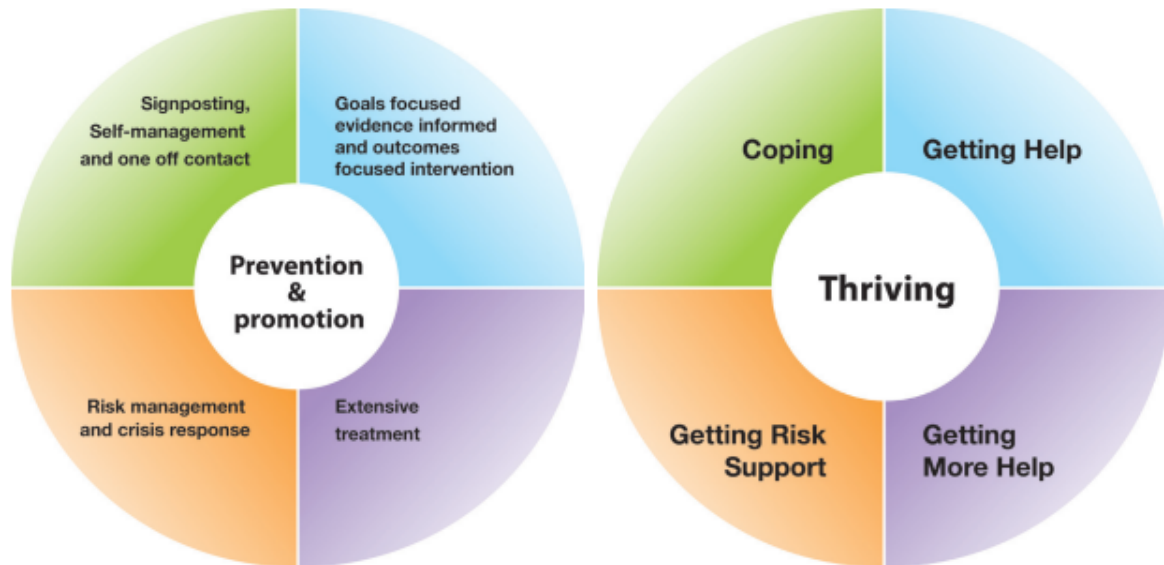 Signposting,
Self-management
and one off contact
Goals focused
evidence informed
and outcomes
focused intervention
Prevention
&
promotion
Risk management
and crisis response
Extensive
treatment
Coping
Getting Help
Thriving
Getting Risk
Support
Getting
More Help